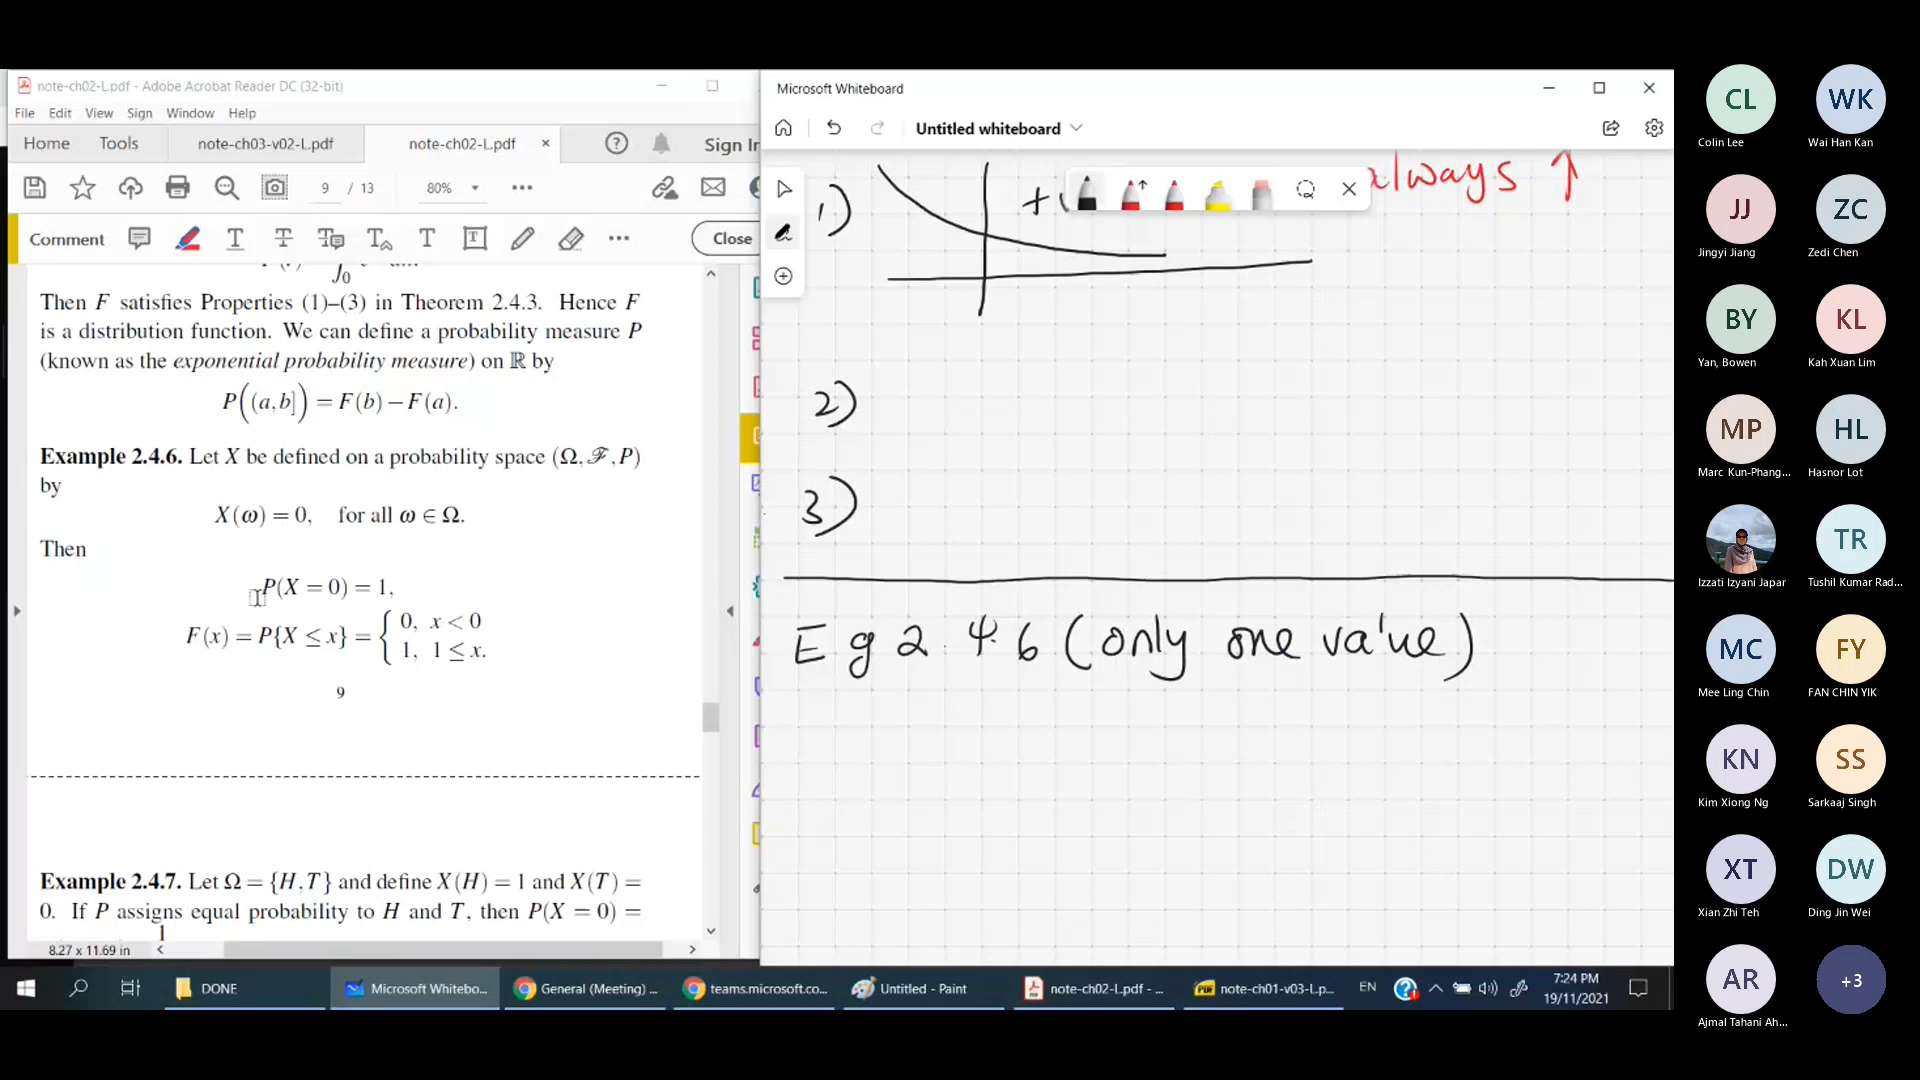 note-ch02-L.pdf - Adobe Acrobat Reader DC (32-bit)
File Edit View Sign Window Help
Home Tools note-ch03-v02-L.pdf note-ch02-L.pdf × Sign In
9 / 13 80%
Comment Close
Then F satisfies Properties (1)–(3) in Theorem 2.4.3. Hence F
is a distribution function. We can define a probability measure P
(known as the exponential probability measure) on ℝ by
P((a,b]) = F(b) − F(a).
Example 2.4.6. Let X be defined on a probability space (Ω, ℱ, P)
by
X(ω) = 0, for all ω ∈ Ω.
Then
P(X = 0) = 1,
F(x) = P{X ≤ x} = { 0, x < 0
1, 1 ≤ x.
9
Example 2.4.7. Let Ω = {H,T} and define X(H) = 1 and X(T) =
0. If P assigns equal probability to H and T, then P(X = 0) =
1
8.27 x 11.69 in
Microsoft Whiteboard
Untitled whiteboard
always ↑
1)
2)
3)
Eg 2.4.6 (only one value)
CL
Colin Lee
WK
Wai Han Kan
JJ
Jingyi Jiang
ZC
Zedi Chen
BY
Yan, Bowen
KL
Kah Xuan Lim
MP
Marc Kun-Phang...
HL
Hasnor Lot
Izzati Izyani Japar
TR
Tushil Kumar Rad...
MC
Mee Ling Chin
FY
FAN CHIN YIK
KN
Kim Xiong Ng
SS
Sarkaaj Singh
XT
Xian Zhi Teh
DW
Ding Jin Wei
AR
Ajmal Tahani Ah...
+3
DONE
Microsoft Whitebo...
General (Meeting) ...
teams.microsoft.co...
Untitled - Paint
note-ch02-L.pdf - ...
note-ch01-v03-L.p...
EN
7:24 PM
19/11/2021